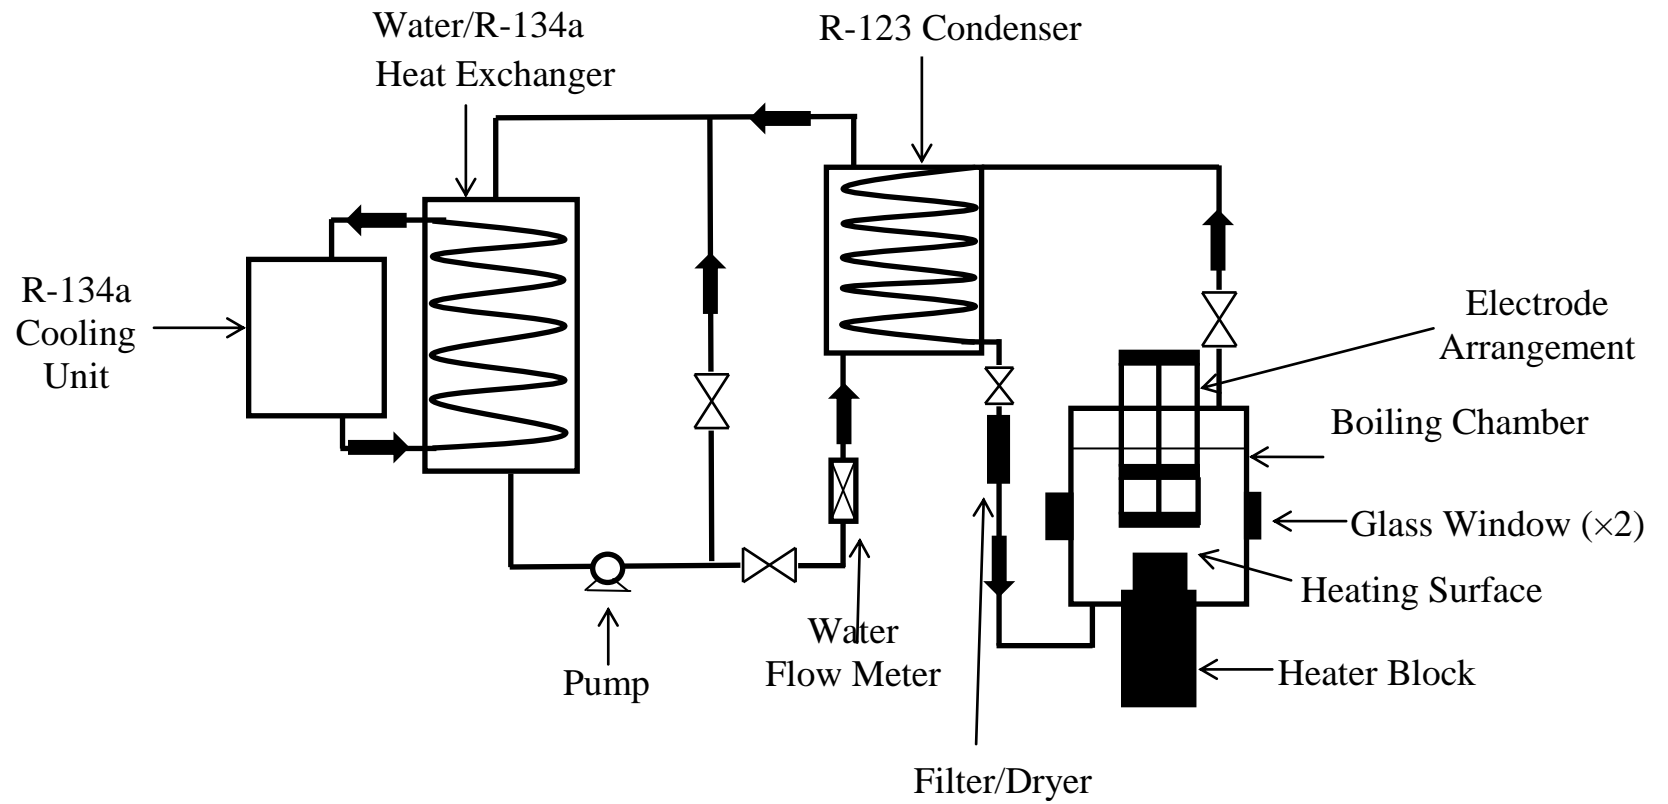 Water/R-134a
Heat Exchanger
R-123 Condenser
R-134a
Cooling
Unit
Electrode
Arrangement
Boiling Chamber
Glass Window (×2)
Heating Surface
Water
Flow Meter
Pump
Heater Block
Filter/Dryer